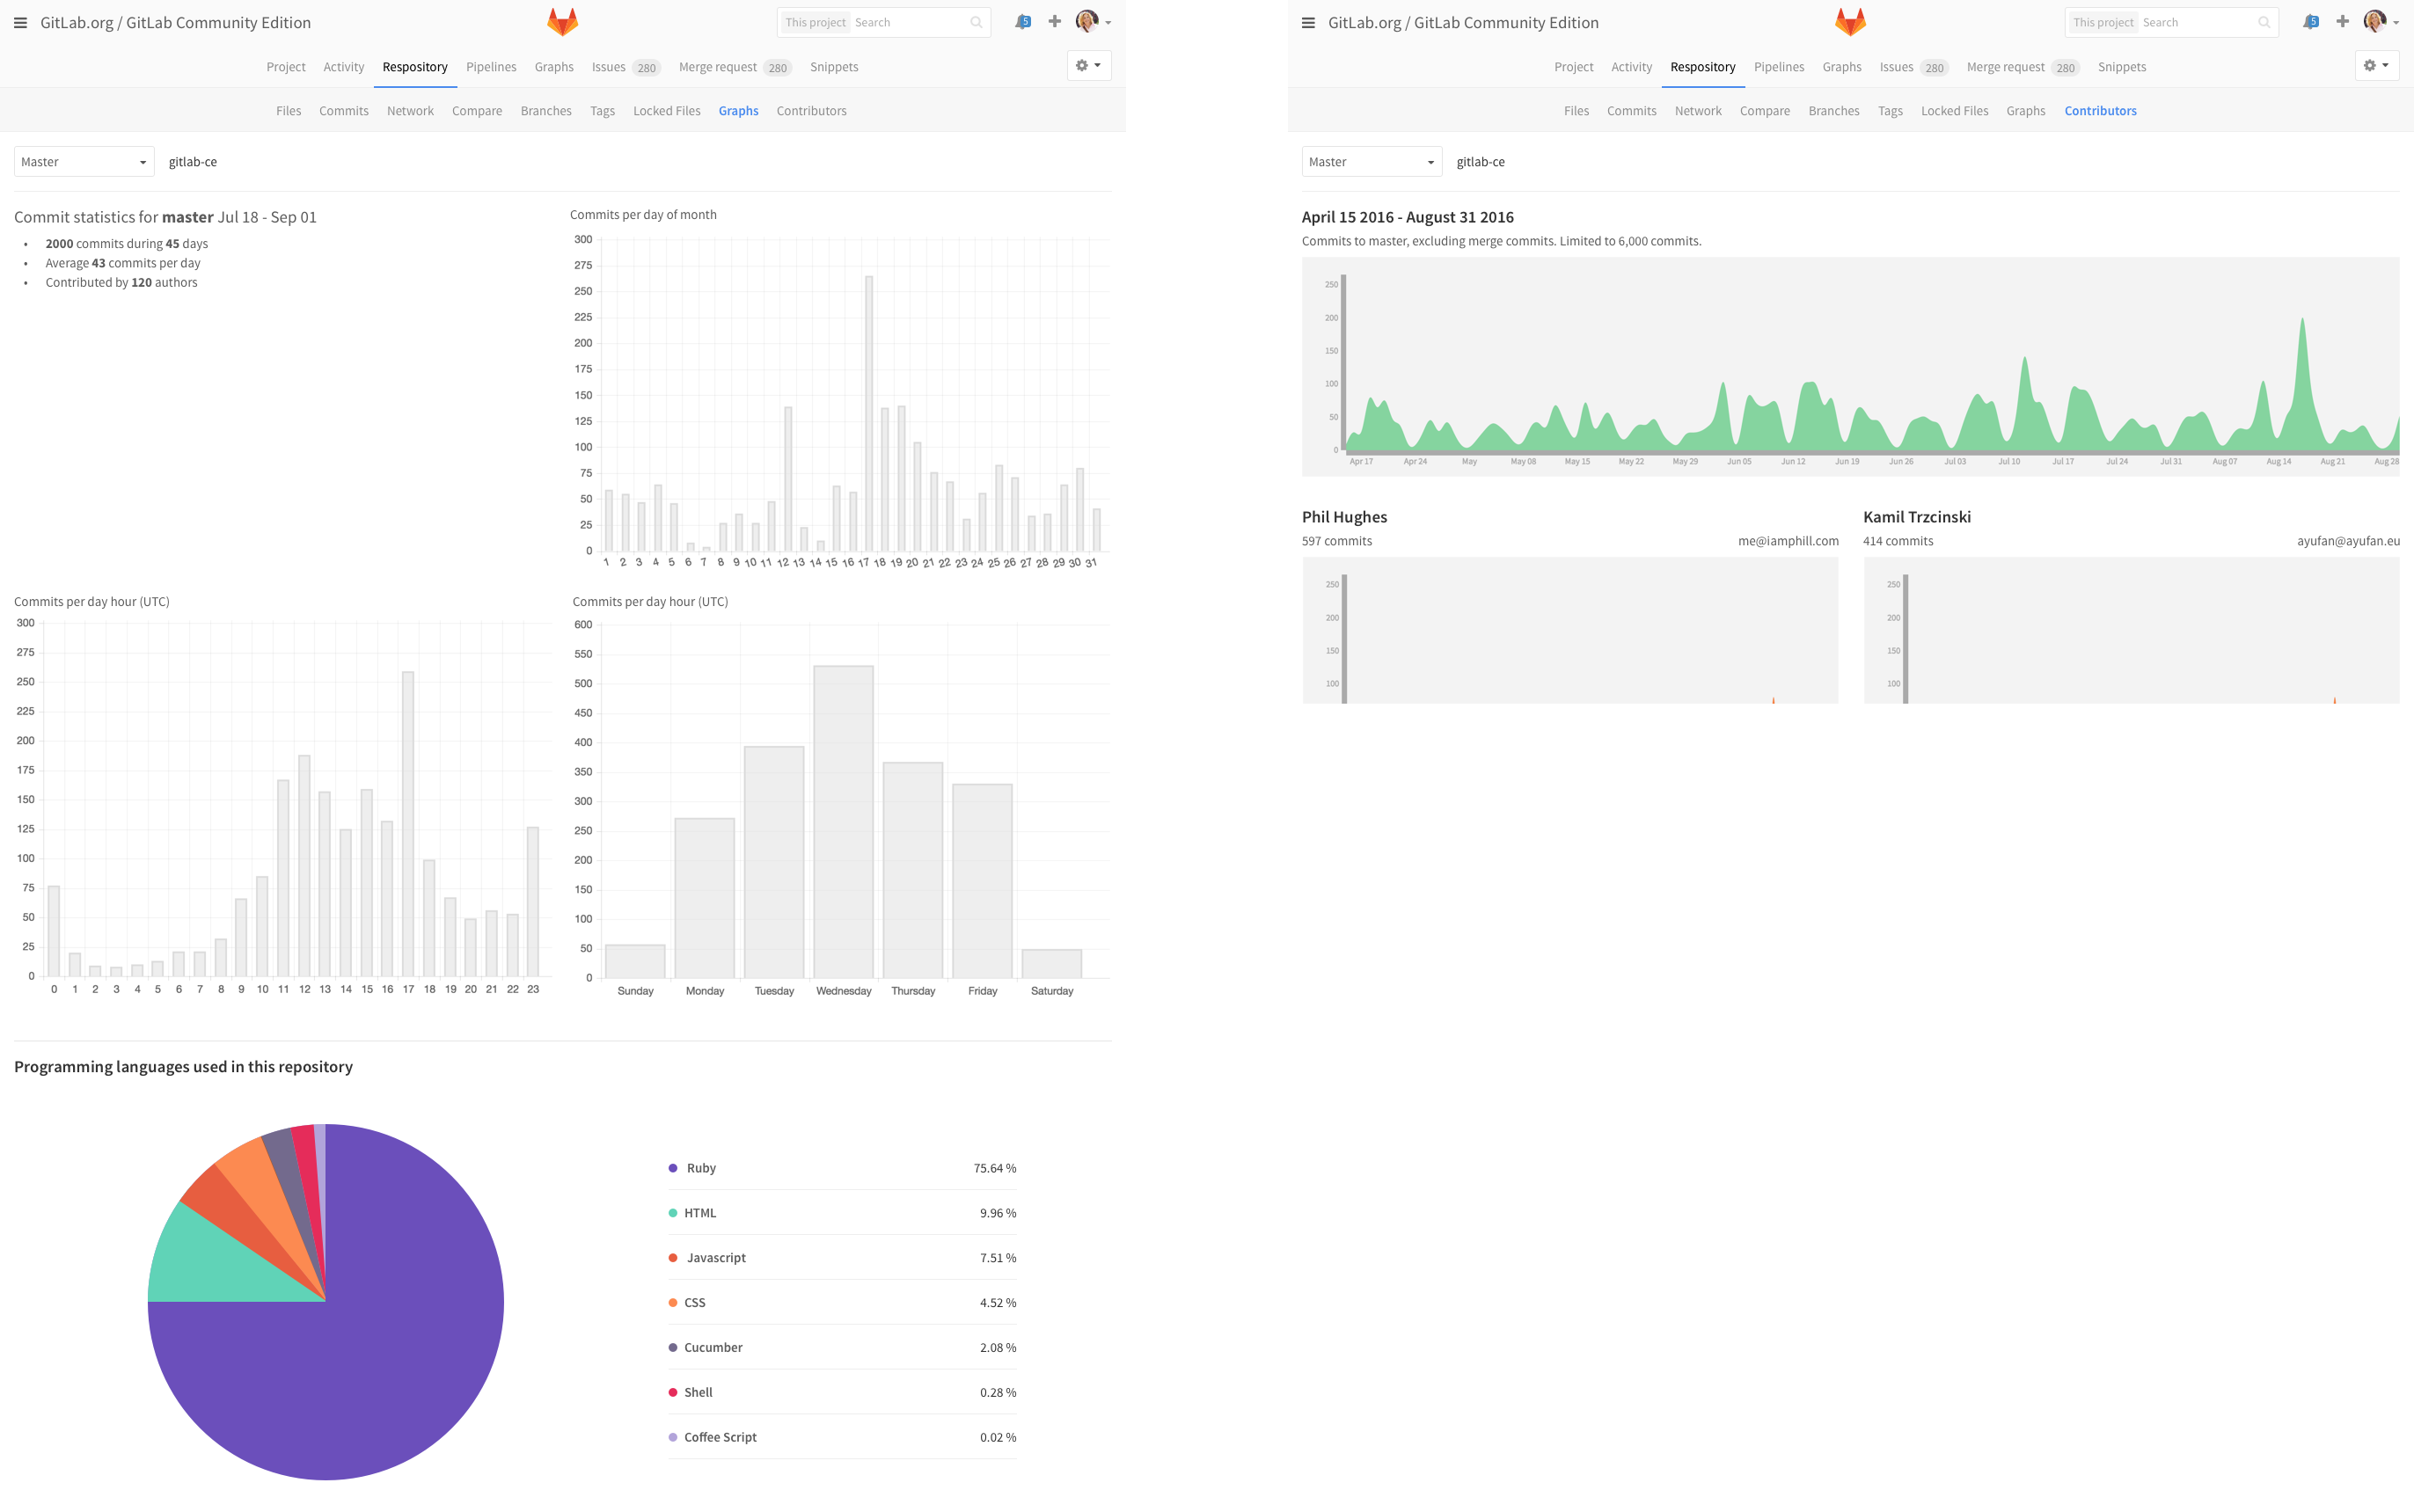 GitLab.org / GitLab Community Edition
This project Search
5
Project Activity Respository Pipelines Graphs Issues 280 Merge request 280 Snippets
Files Commits Network Compare Branches Tags Locked Files Graphs Contributors
Master gitlab-ce
Commit statistics for master Jul 18 - Sep 01
• 2000 commits during 45 days
• Average 43 commits per day
• Contributed by 120 authors
Commits per day of month
300
275
250
225
200
175
150
125
100
75
50
25
0
1 2 3 4 5 6 7 8 9 10 11 12 13 14 15 16 17 18 19 20 21 22 23 24 25 26 27 28 29 30 31
Commits per day hour (UTC)
300
275
250
225
200
175
150
125
100
75
50
25
0
0 1 2 3 4 5 6 7 8 9 10 11 12 13 14 15 16 17 18 19 20 21 22 23
Commits per day hour (UTC)
600
550
500
450
400
350
300
250
200
150
100
50
0
Sunday Monday Tuesday Wednesday Thursday Friday Saturday
Programming languages used in this repository
Ruby 75.64 %
HTML 9.96 %
Javascript 7.51 %
CSS 4.52 %
Cucumber 2.08 %
Shell 0.28 %
Coffee Script 0.02 %
GitLab.org / GitLab Community Edition
This project Search
5
Project Activity Respository Pipelines Graphs Issues 280 Merge request 280 Snippets
Files Commits Network Compare Branches Tags Locked Files Graphs Contributors
Master gitlab-ce
April 15 2016 - August 31 2016
Commits to master, excluding merge commits. Limited to 6,000 commits.
250
200
150
100
50
0
Apr 17 Apr 24 May May 08 May 15 May 22 May 29 Jun 05 Jun 12 Jun 19 Jun 26 Jul 03 Jul 10 Jul 17 Jul 24 Jul 31 Aug 07 Aug 14 Aug 21 Aug 28
Phil Hughes
597 commits me@iamphill.com
250
200
150
100
Kamil Trzcinski
414 commits ayufan@ayufan.eu
250
200
150
100